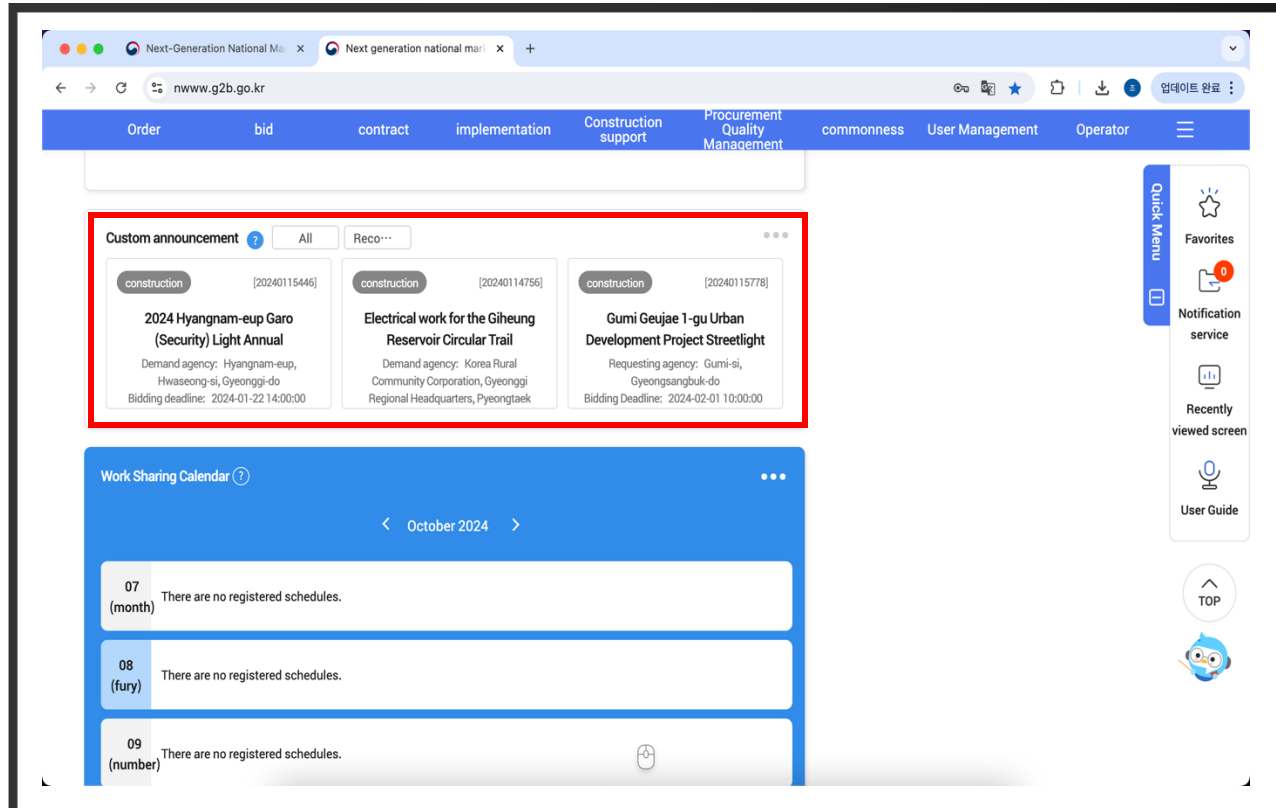 Next-Generation National Ma
Next generation national mar
nwww.g2b.go.kr
업데이트 완료
Order
bid
contract
implementation
Construction
support
Procurement
Quality
Management
commonness
User Management
Operator
Quick Menu
Favorites
0
Notification
service
Recently
viewed screen
User Guide
TOP
Custom announcement ? All Reco…
construction [20240115446]
2024 Hyangnam-eup Garo
(Security) Light Annual
Demand agency: Hyangnam-eup,
Hwaseong-si, Gyeonggi-do
Bidding deadline: 2024-01-22 14:00:00
construction [20240114756]
Electrical work for the Giheung
Reservoir Circular Trail
Demand agency: Korea Rural
Community Corporation, Gyeonggi
Regional Headquarters, Pyeongtaek
construction [20240115778]
Gumi Geujae 1-gu Urban
Development Project Streetlight
Requesting agency: Gumi-si,
Gyeongsangbuk-do
Bidding Deadline: 2024-02-01 10:00:00
Work Sharing Calendar ?
October 2024
07
(month)
There are no registered schedules.
08
(fury)
There are no registered schedules.
09
(number)
There are no registered schedules.